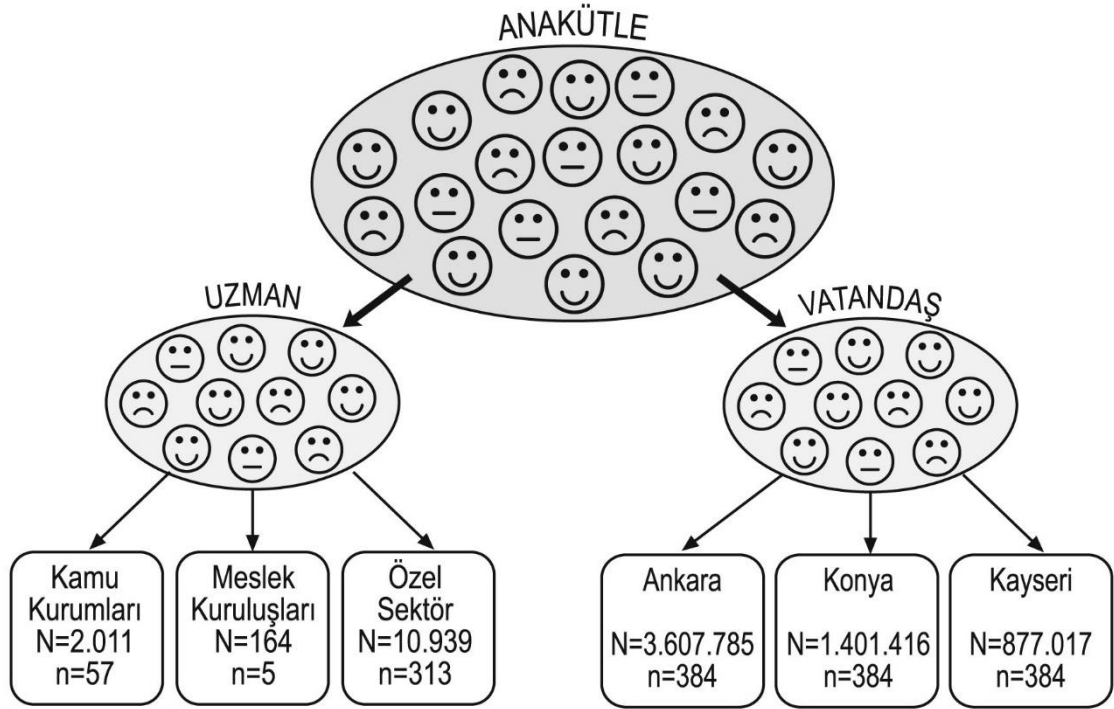 ANAKÜTLE
UZMAN
VATANDAŞ
Kamu
Kurumları
N=2.011
n=57
Meslek
Kuruluşları
N=164
n=5
Özel
Sektör
N=10.939
n=313
Ankara
N=3.607.785
n=384
Konya
N=1.401.416
n=384
Kayseri
N=877.017
n=384